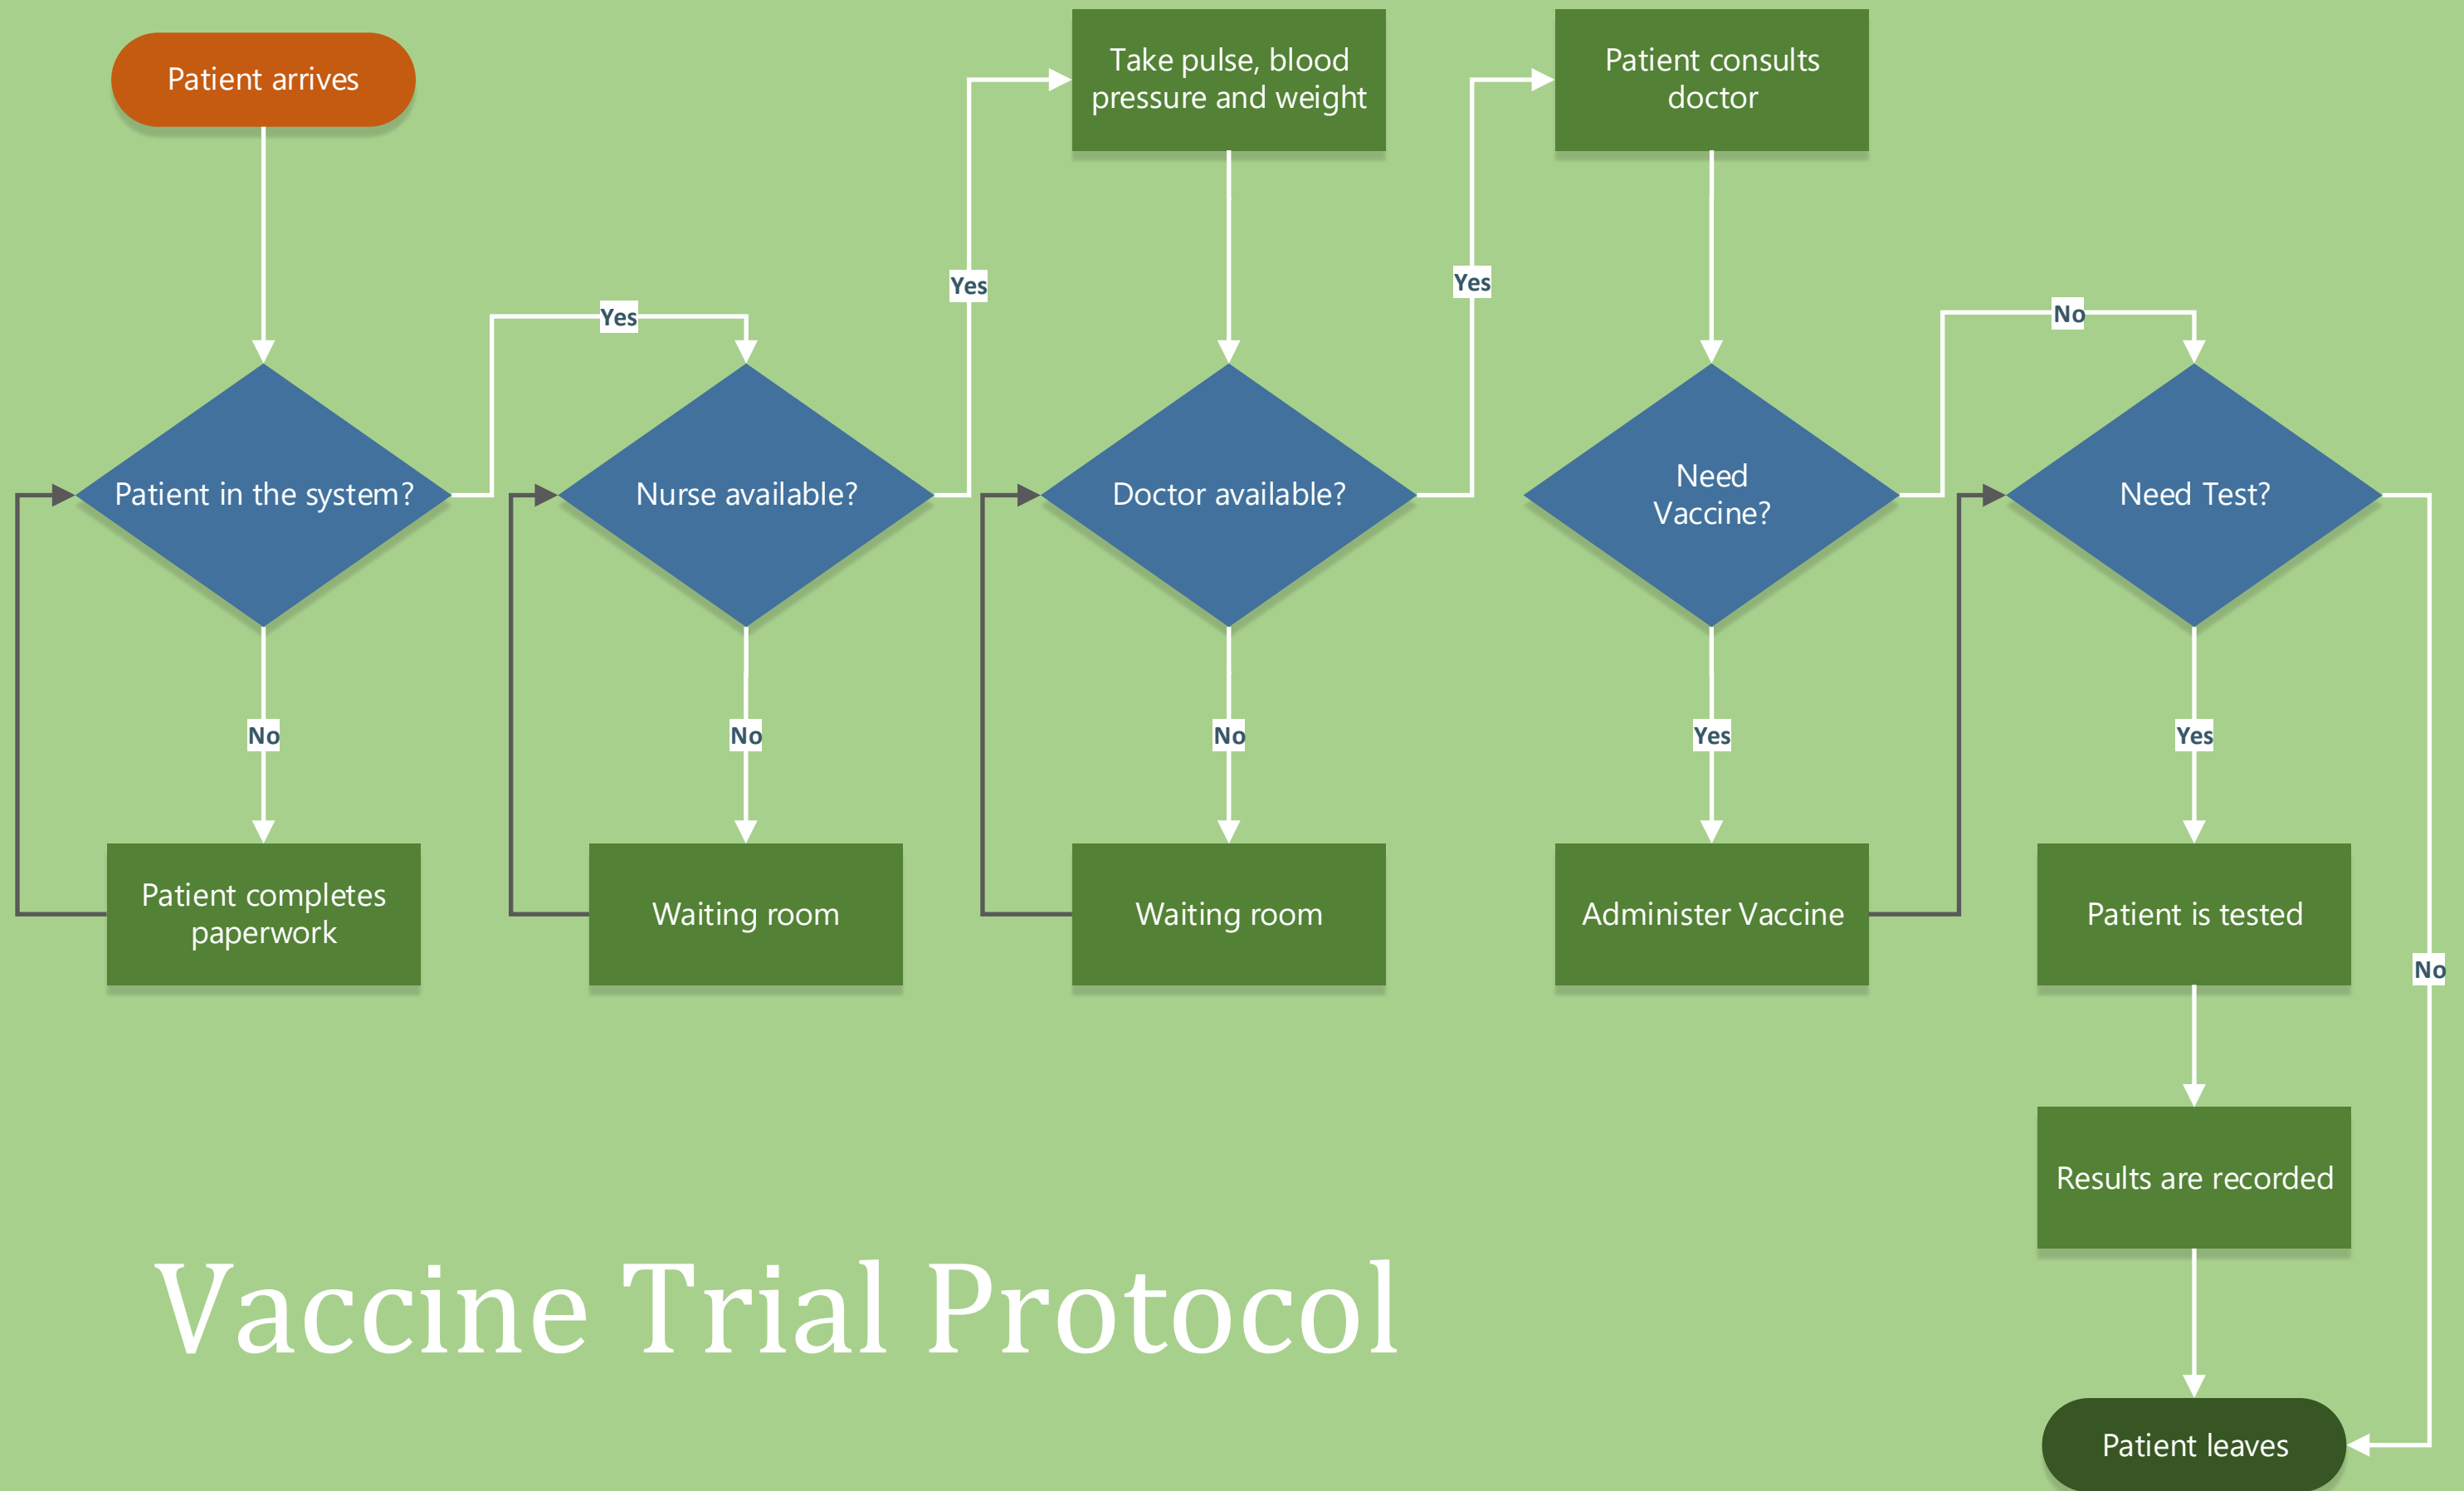 Patient arrives
Take pulse, blood
pressure and weight
Patient consults
doctor
Yes
Yes
Yes
No
Patient in the system?
Nurse available?
Doctor available?
Need
Vaccine?
Need Test?
No
No
No
Yes
Yes
Patient completes
paperwork
Waiting room
Waiting room
Administer Vaccine
Patient is tested
No
Results are recorded
Vaccine Trial Protocol
Patient leaves